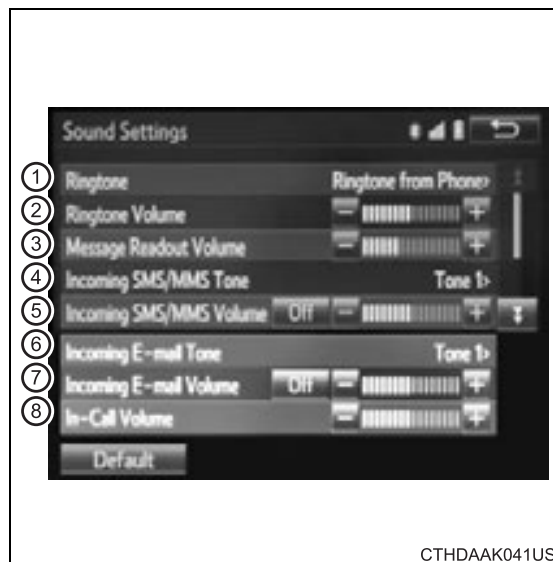 Sound Settings
1 Ringtone Ringtone from Phone>
2 Ringtone Volume - +
3 Message Readout Volume - +
4 Incoming SMS/MMS Tone Tone 1>
5 Incoming SMS/MMS Volume Off - +
6 Incoming E-mail Tone Tone 1>
7 Incoming E-mail Volume Off - +
8 In-Call Volume - +
Default
CTHDAAK041US